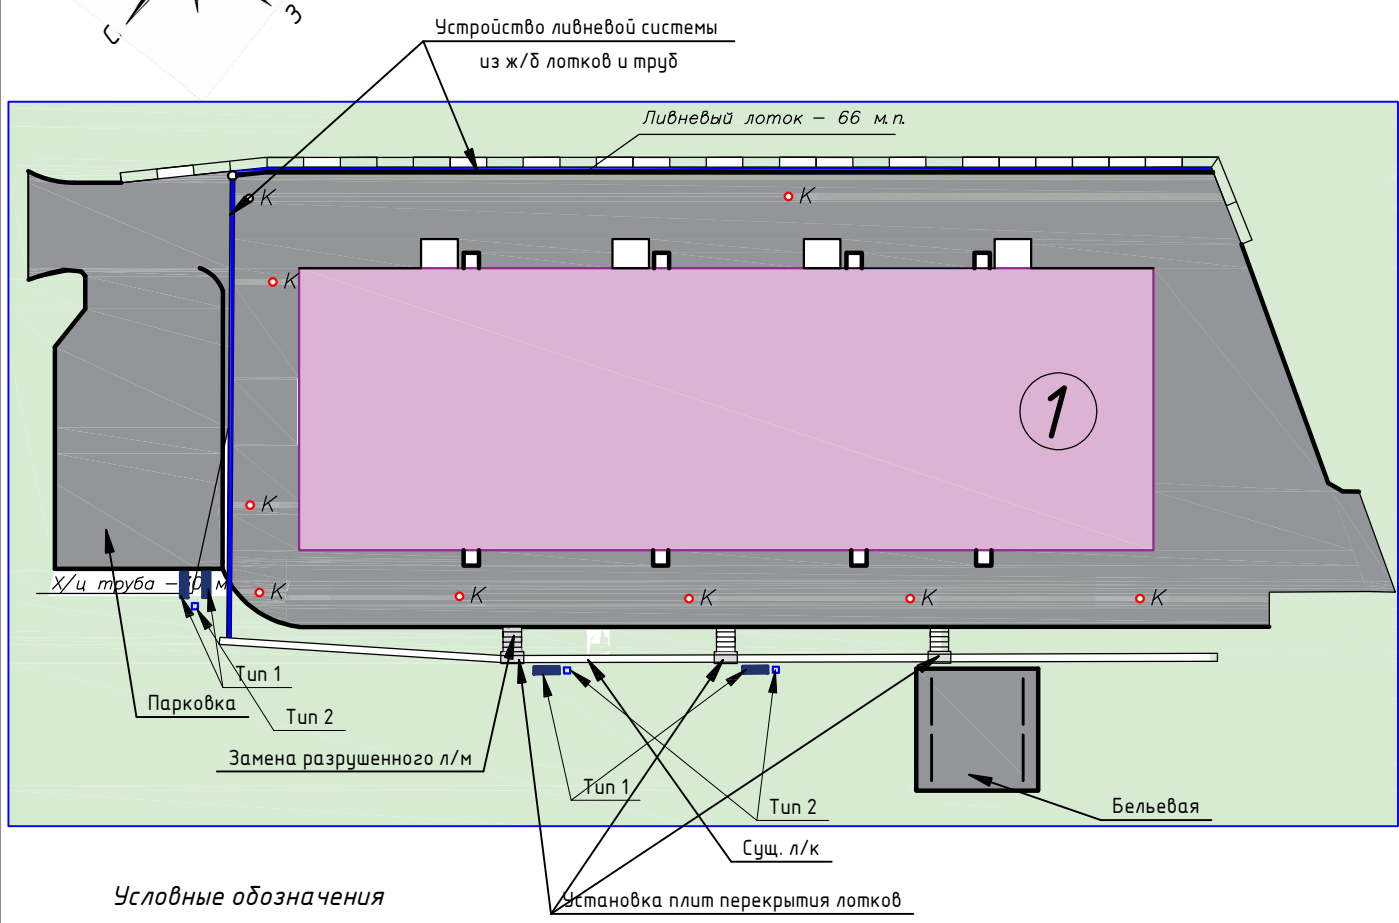 С
З
Устройство ливневой системы
из ж/б лотков и труб
Ливневый лоток – 66 м.п.
К
К
К
К
К
К
К
К
К
1
Х/ц труба –
м
Тип 1
Парковка
Тип 2
Замена разрушенного л/м
Тип 1
Тип 2
Бельевая
Сущ. л/к
Установка плит перекрытия лотков
Условные обозначения